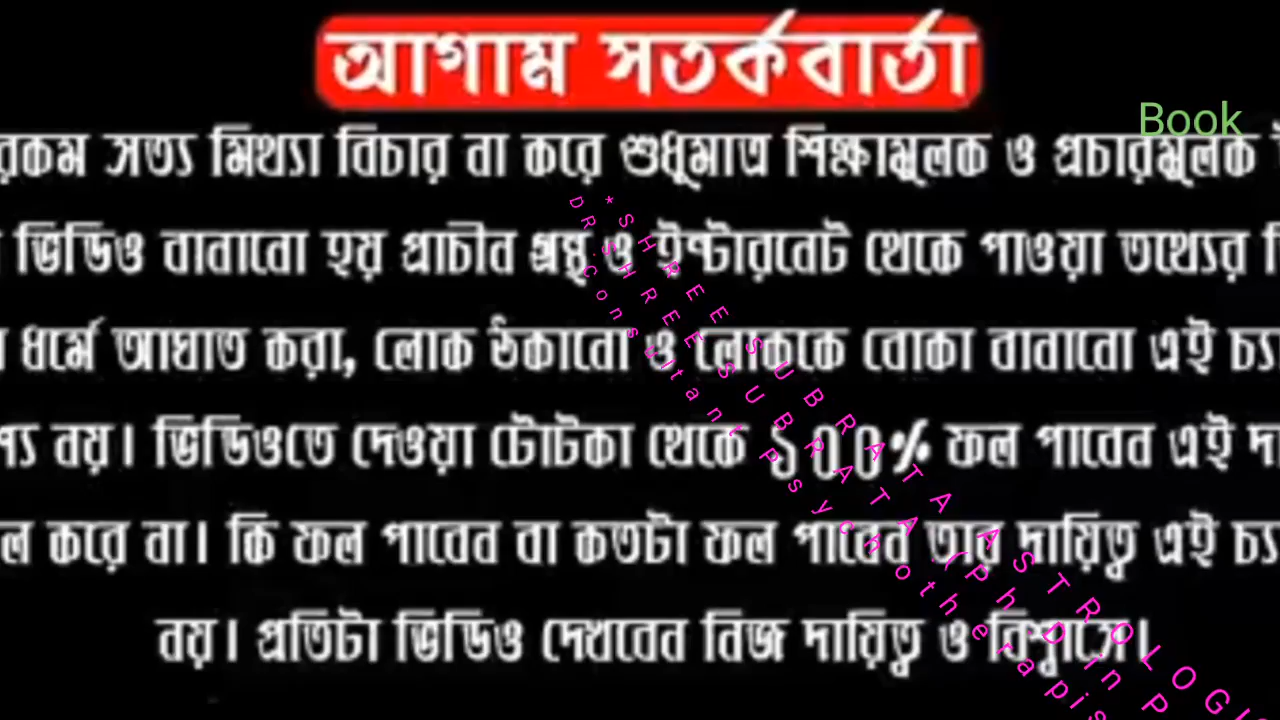 আগাম সতর্কবার্তা
Book
রকম সত্য মিথ্যা বিচার না করে শুধুমাত্র শিক্ষামূলক ও প্রচারমূলক
ভিডিও বানানো হয় প্রাচীন গ্রন্থ ও ইন্টারনেট থেকে পাওয়া তথ্যের
ধর্মে আঘাত করা, লোক ঠকানো ও লোককে বোকা বানানো এই
নয়। ভিডিওতে দেওয়া টোটকা থেকে ১০০% ফল পাবেন এই
করে না। কি ফল পাবেন বা কতটা ফল পাবেন তার দায়িত্ব এই
নয়। প্রতিটা ভিডিও দেখবেন নিজ দায়িত্ব ও বিশ্বাসে।
*SHREE SUBRATA ASTROLOGI
DR.SHREE SUBRATA (PhD in P
Consultant psychotherapis